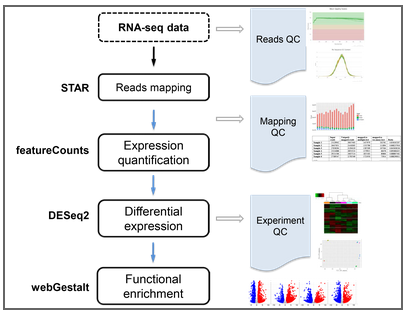 RNA-seq data
Reads QC
STAR
Reads mapping
Mapping
QC
featureCounts
Expression
quantification
DESeq2
Differential
expression
Experiment
QC
webGestalt
Functional
enrichment